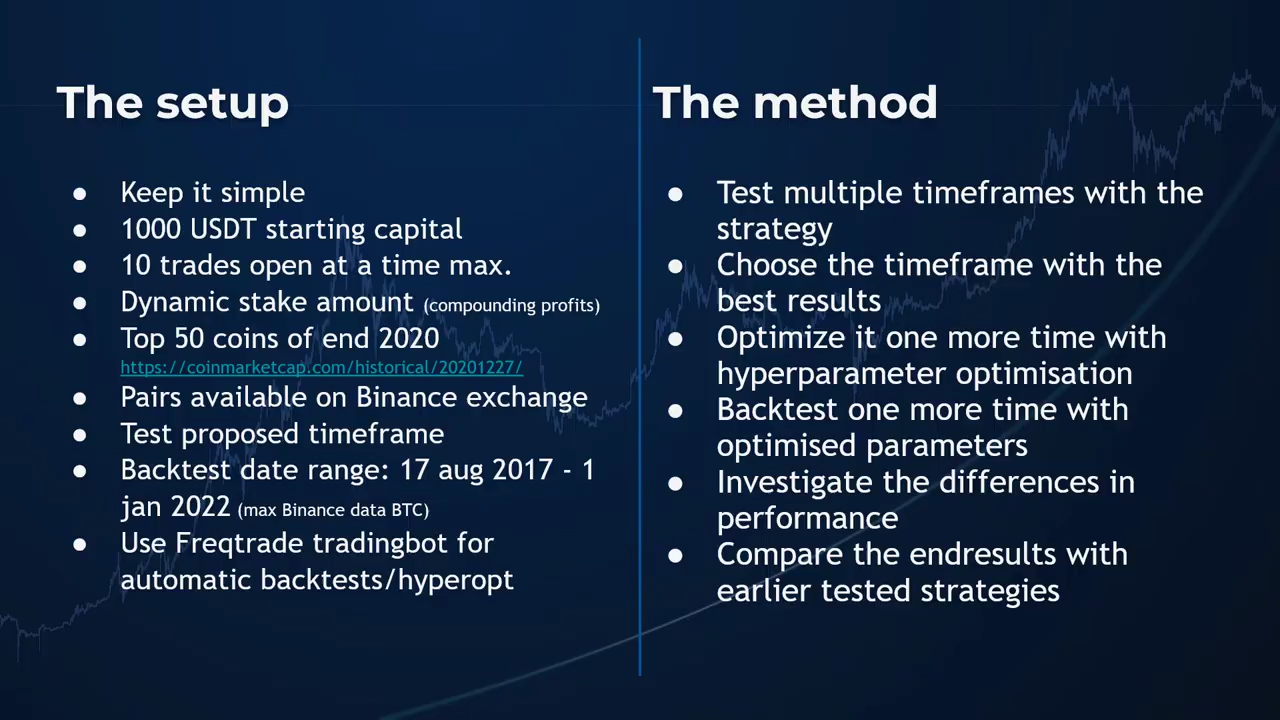 The setup
● Keep it simple
● 1000 USDT starting capital
● 10 trades open at a time max.
● Dynamic stake amount (compounding profits)
● Top 50 coins of end 2020
https://coinmarketcap.com/historical/20201227/
● Pairs available on Binance exchange
● Test proposed timeframe
● Backtest date range: 17 aug 2017 - 1
jan 2022 (max Binance data BTC)
● Use Freqtrade tradingbot for
automatic backtests/hyperopt
The method
● Test multiple timeframes with the
strategy
● Choose the timeframe with the
best results
● Optimize it one more time with
hyperparameter optimisation
● Backtest one more time with
optimised parameters
● Investigate the differences in
performance
● Compare the endresults with
earlier tested strategies